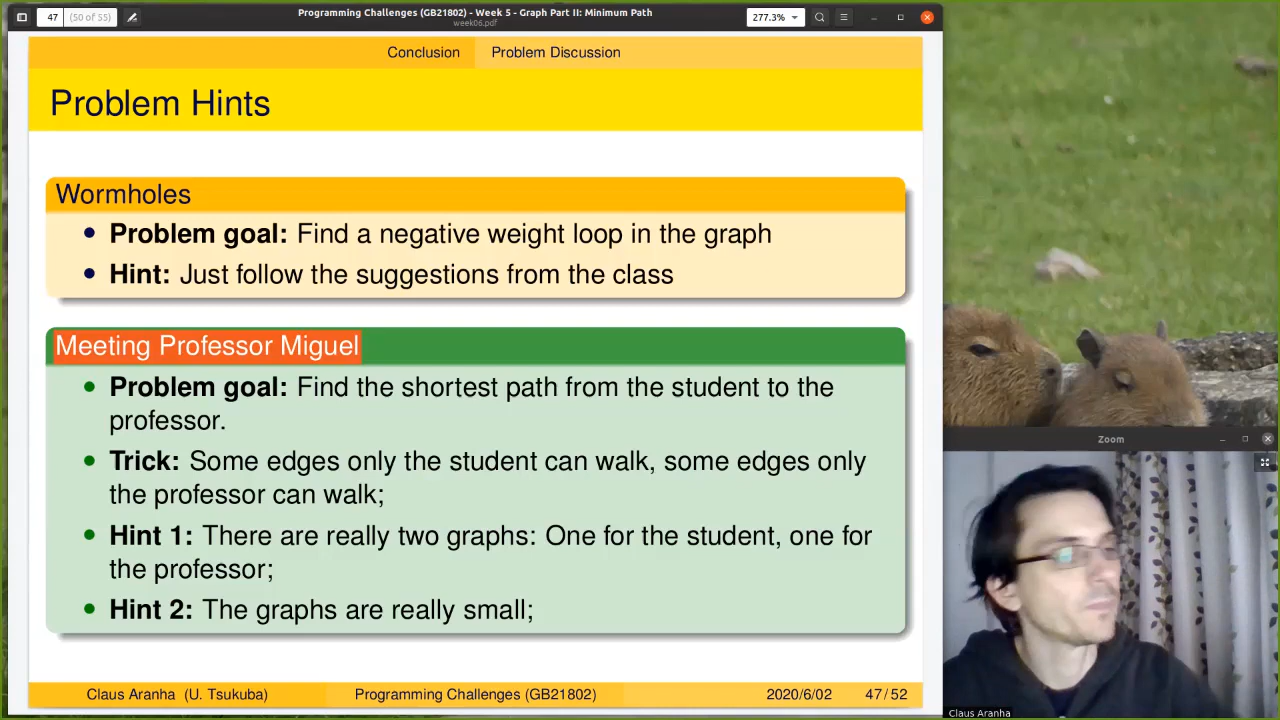 47
(50 of 55)
Programming Challenges (GB21802) - Week 5 - Graph Part II: Minimum Path
week06.pdf
277.3%
Conclusion
Problem Discussion
Problem Hints
Wormholes
Problem goal: Find a negative weight loop in the graph
Hint: Just follow the suggestions from the class
Meeting Professor Miguel
Problem goal: Find the shortest path from the student to the
professor.
Trick: Some edges only the student can walk, some edges only
the professor can walk;
Hint 1: There are really two graphs: One for the student, one for
the professor;
Hint 2: The graphs are really small;
Claus Aranha (U. Tsukuba)
Programming Challenges (GB21802)
2020/6/02
47 / 52
Zoom
Claus Aranha